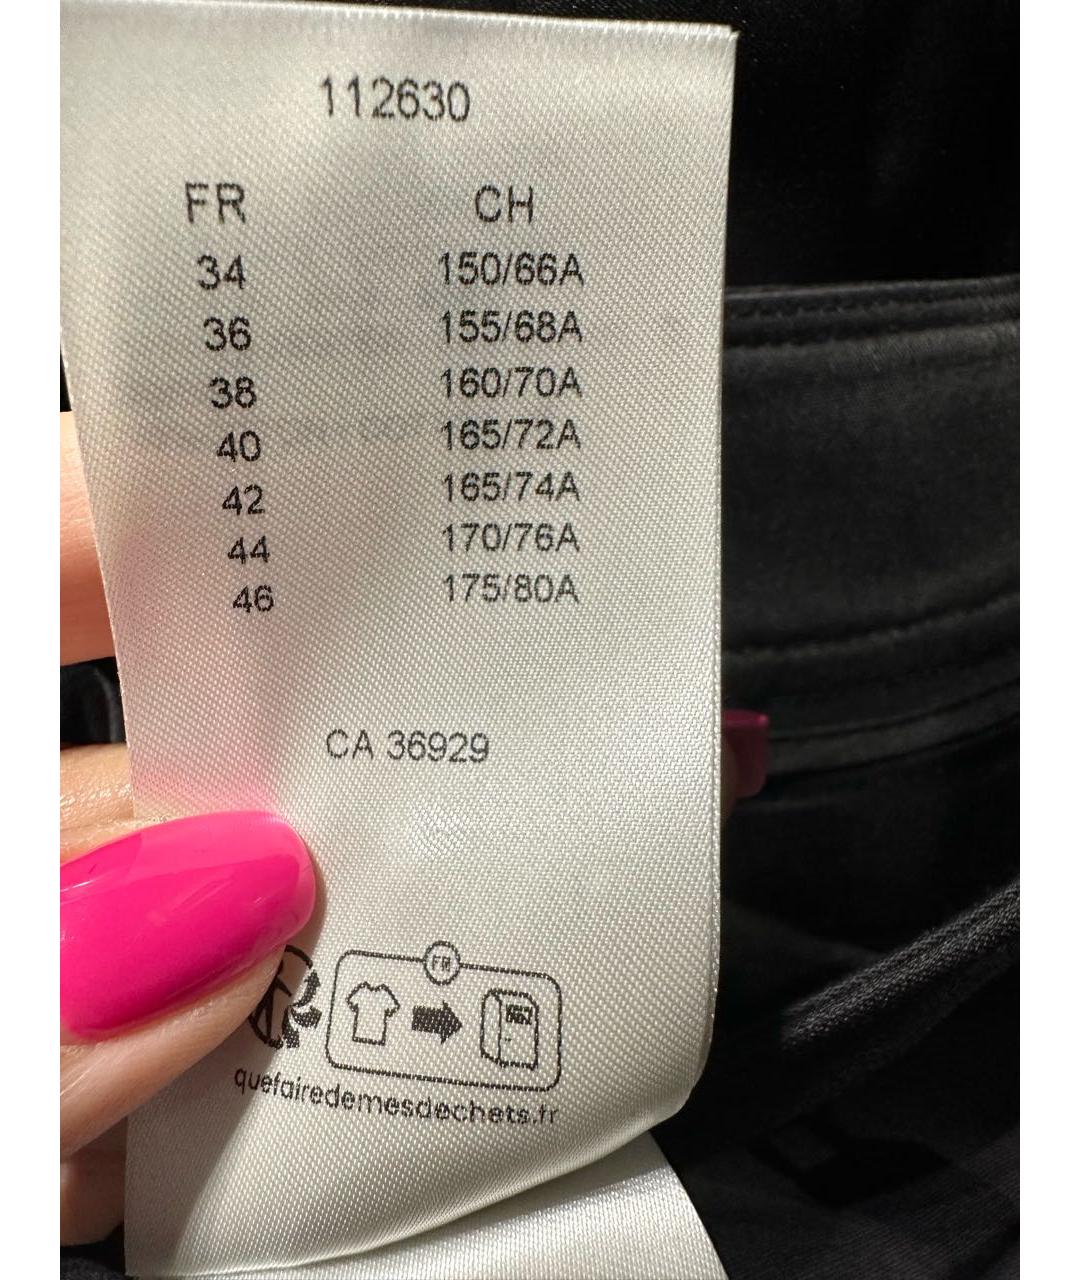 112630
FR CH
34 150/66A
36 155/68A
38 160/70A
40 165/72A
42 165/74A
44 170/76A
46 175/80A
CA 36929
FR
quefairedemesdechets.fr